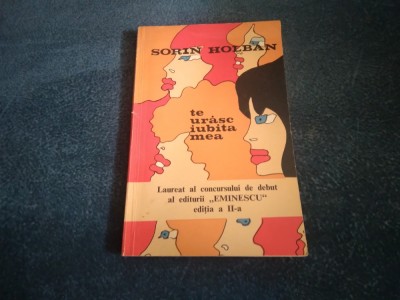 SORIN HOLBAN
te
urăsc
iubita
mea
Laureat al concursului de debut
al editurii „EMINESCU“
ediția a II-a